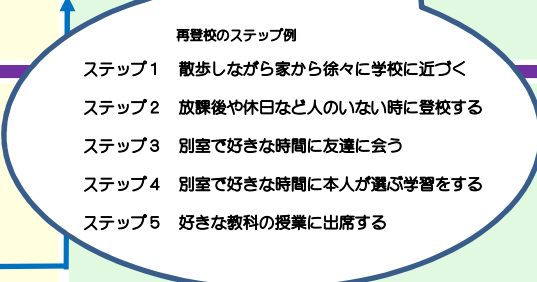 再登校のステップ例
ステップ１　散歩しながら家から徐々に学校に近づく
ステップ２　放課後や休日など人のいない時に登校する
ステップ３　別室で好きな時間に友達に会う
ステップ４　別室で好きな時間に本人が選ぶ学習をする
ステップ５　好きな教科の授業に出席する